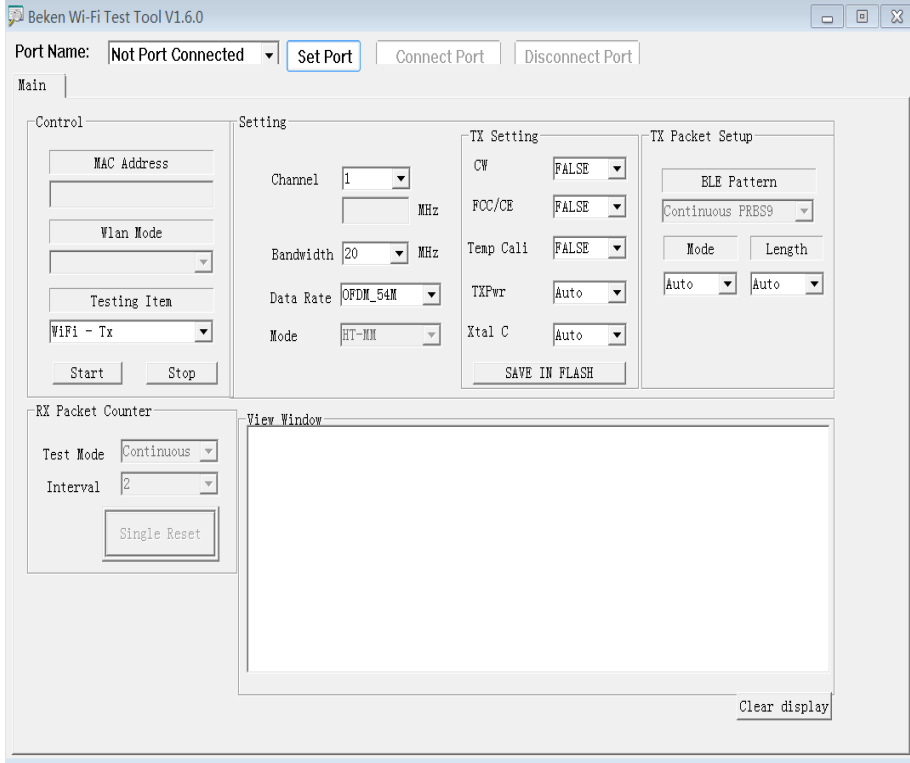 Beken Wi-Fi Test Tool V1.6.0
Port Name: Not Port Connected Set Port Connect Port Disconnect Port
Main
Control
MAC Address
Wlan Mode
Testing Item
WiFi - Tx
Start Stop
Setting
Channel 1
MHz
Bandwidth 20 MHz
Data Rate OFDM_54M
Mode HT-MM
TX Setting
CW FALSE
FCC/CE FALSE
Temp Cali FALSE
TXPwr Auto
Xtal C Auto
SAVE IN FLASH
TX Packet Setup
BLE Pattern
Continuous PRBS9
Mode Length
Auto Auto
RX Packet Counter
Test Mode Continuous
Interval 2
Single Reset
View Window
Clear display